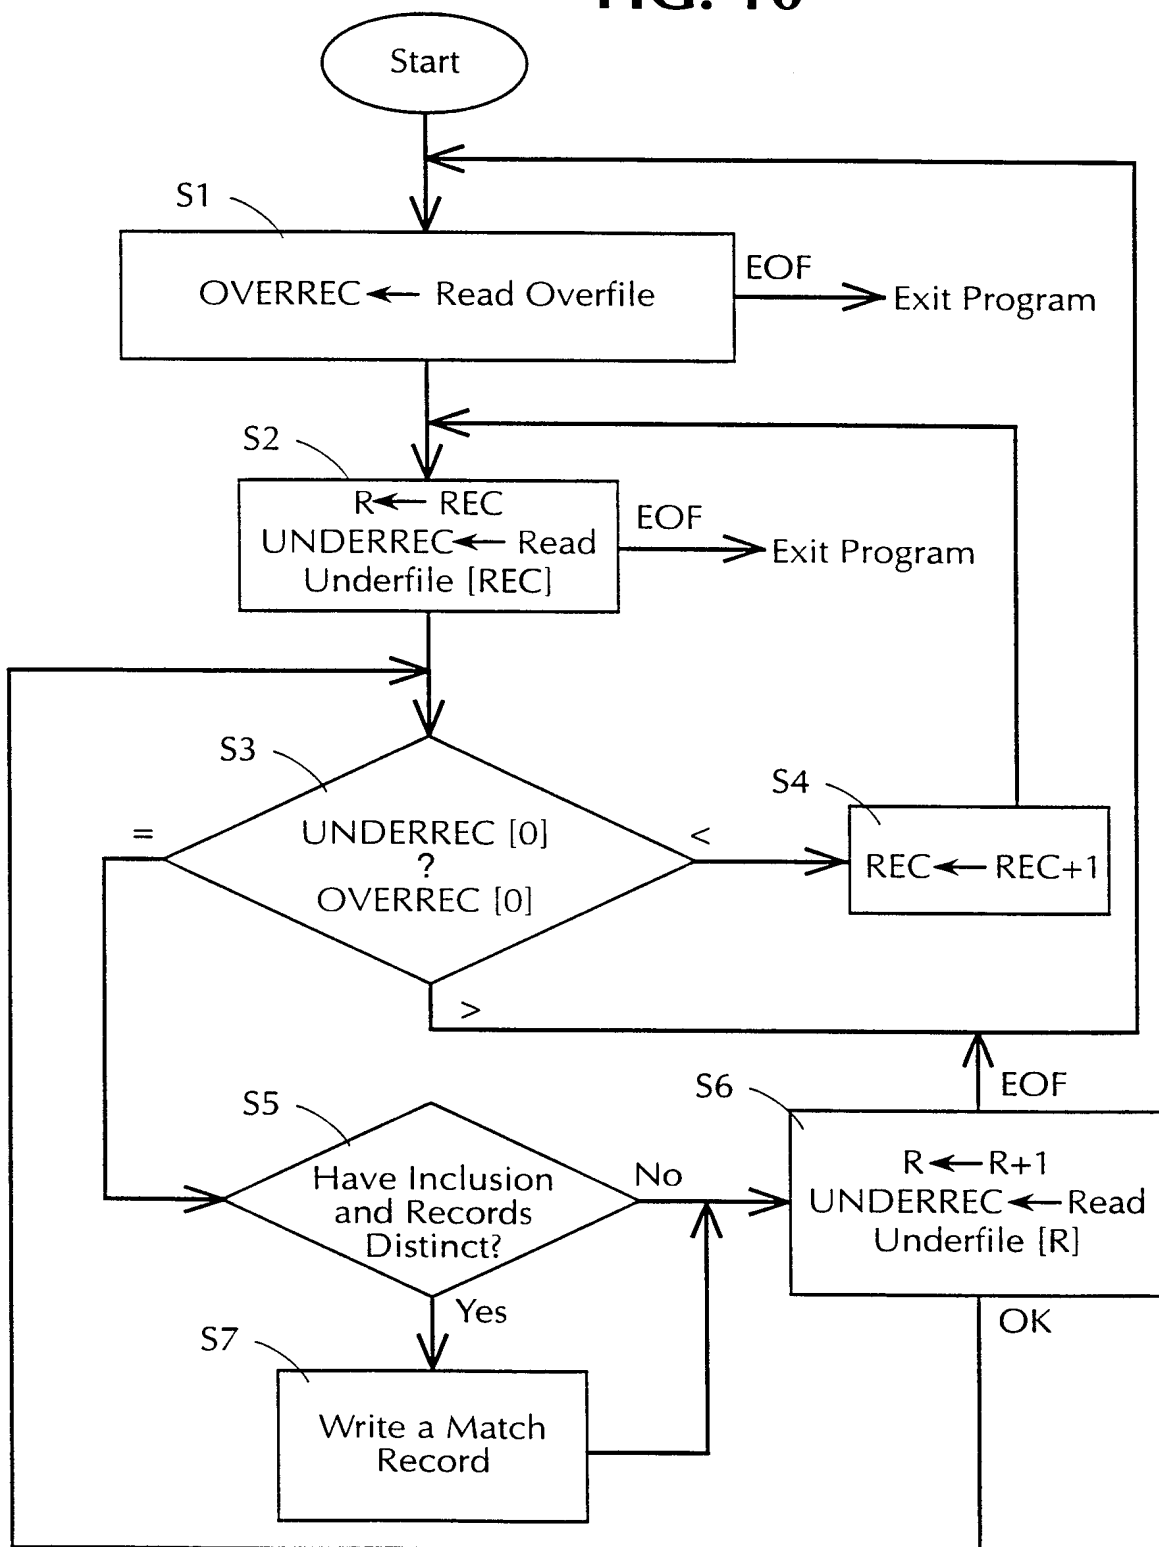 Start
S1
OVERREC ← Read Overfile
EOF
Exit Program
S2
R ← REC
UNDERREC ← Read
Underfile [REC]
EOF
Exit Program
S3
=
UNDERREC [0]
?
OVERREC [0]
<
S4
REC ← REC+1
>
S5
Have Inclusion
and Records
Distinct?
No
Yes
S6
EOF
R ← R+1
UNDERREC ← Read
Underfile [R]
OK
S7
Write a Match
Record